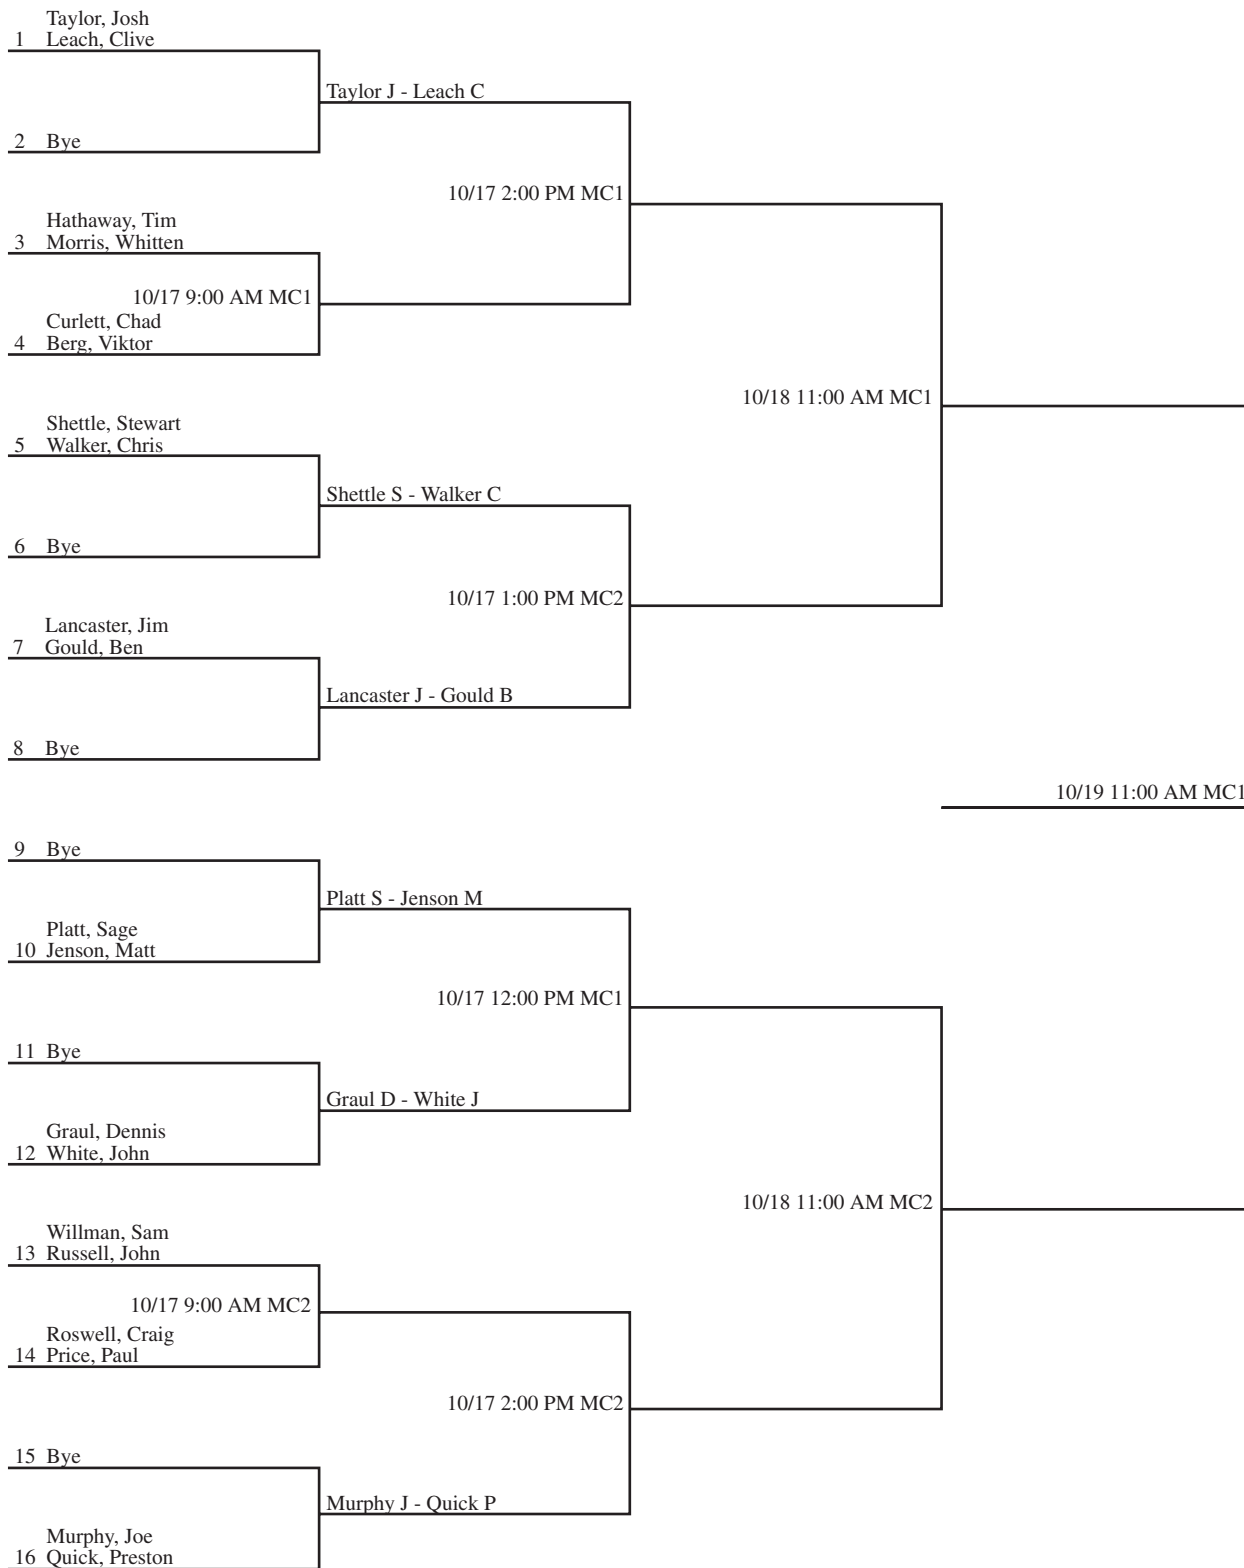 Taylor, Josh
1 Leach, Clive
Taylor J - Leach C
2 Bye
10/17 2:00 PM MC1
Hathaway, Tim
3 Morris, Whitten
10/17 9:00 AM MC1
Curlett, Chad
4 Berg, Viktor
10/18 11:00 AM MC1
Shettle, Stewart
5 Walker, Chris
Shettle S - Walker C
6 Bye
10/17 1:00 PM MC2
Lancaster, Jim
7 Gould, Ben
Lancaster J - Gould B
8 Bye
10/19 11:00 AM MC1
9 Bye
Platt S - Jenson M
Platt, Sage
10 Jenson, Matt
10/17 12:00 PM MC1
11 Bye
Graul D - White J
Graul, Dennis
12 White, John
10/18 11:00 AM MC2
Willman, Sam
13 Russell, John
10/17 9:00 AM MC2
Roswell, Craig
14 Price, Paul
10/17 2:00 PM MC2
15 Bye
Murphy J - Quick P
Murphy, Joe
16 Quick, Preston